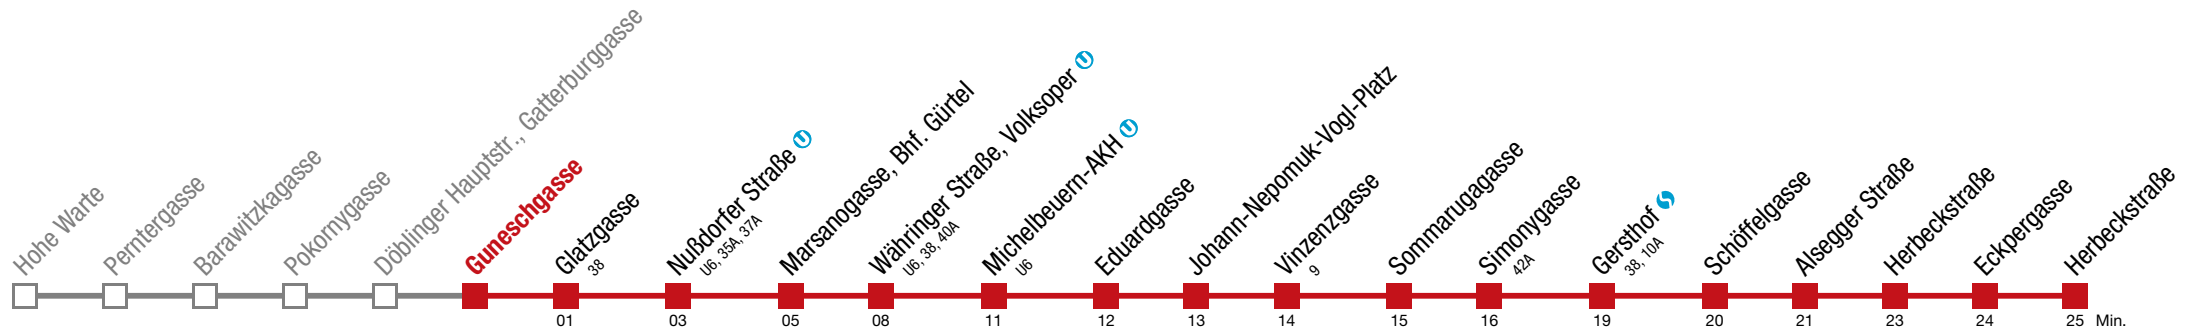 Hohe Warte
Perntergasse
Barawitzkagasse
Pokornygasse
Döblinger Hauptstr., Gatterburggasse
Guneschgasse
Glatzgasse
38
01
Nußdorfer Straße
U6, 35A, 37A
03
Marsanogasse, Bhf. Gürtel
05
Währinger Straße, Volksoper
U6, 38, 40A
08
Michelbeuern-AKH
U6
11
Eduardgasse
12
Johann-Nepomuk-Vogl-Platz
13
Vinzenzgasse
9
14
Sommarugagasse
15
Simonygasse
42A
16
Gersthof
38, 10A
19
Schöffelgasse
20
Alsegger Straße
21
Herbeckstraße
23
Eckpergasse
24
Herbeckstraße
25 Min.